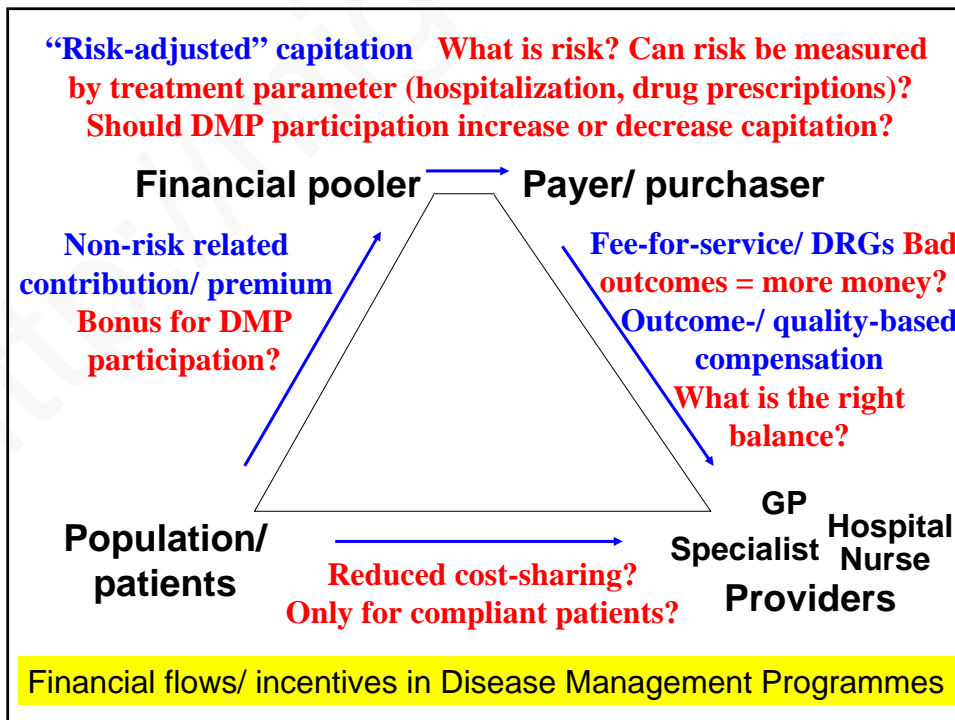 “Risk-adjusted” capitation What is risk? Can risk be measured
by treatment parameter (hospitalization, drug prescriptions)?
Should DMP participation increase or decrease capitation?
Financial pooler
Payer/ purchaser
Non-risk related
contribution/ premium
Bonus for DMP
participation?
Fee-for-service/ DRGs Bad
outcomes = more money?
Outcome-/ quality-based
compensation
What is the right
balance?
Population/
patients
Reduced cost-sharing?
Only for compliant patients?
GP
Hospital
Specialist
Nurse
Providers
Financial flows/ incentives in Disease Management Programmes